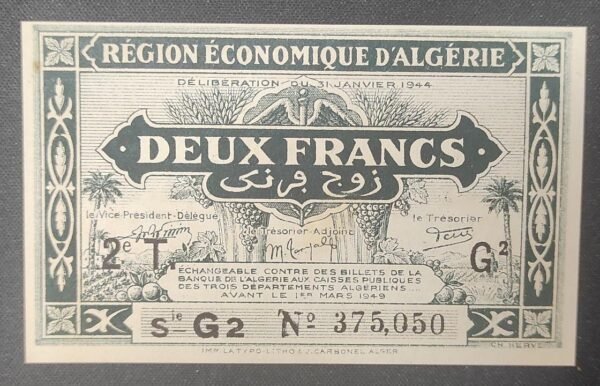 RÉGION ÉCONOMIQUE D'ALGÉRIE
DÉLIBÉRATION DU 31 JANVIER 1944
DEUX FRANCS
زوج فرنك
le Vice-Président-Délégué
le Trésorier-Adjoint
le Trésorier
2e T.
G2
ÉCHANGEABLE CONTRE DES BILLETS DE LA
BANQUE DE L'ALGERIE AUX CAISSES PUBLIQUES
DES TROIS DÉPARTEMENTS ALGÉRIENS....
AVANT LE 1ER MARS 1949
Sie G2 No 375,050
IMP. LA TYPO-LITHO & J. CARBONEL ALGER
CH. HERVÉ